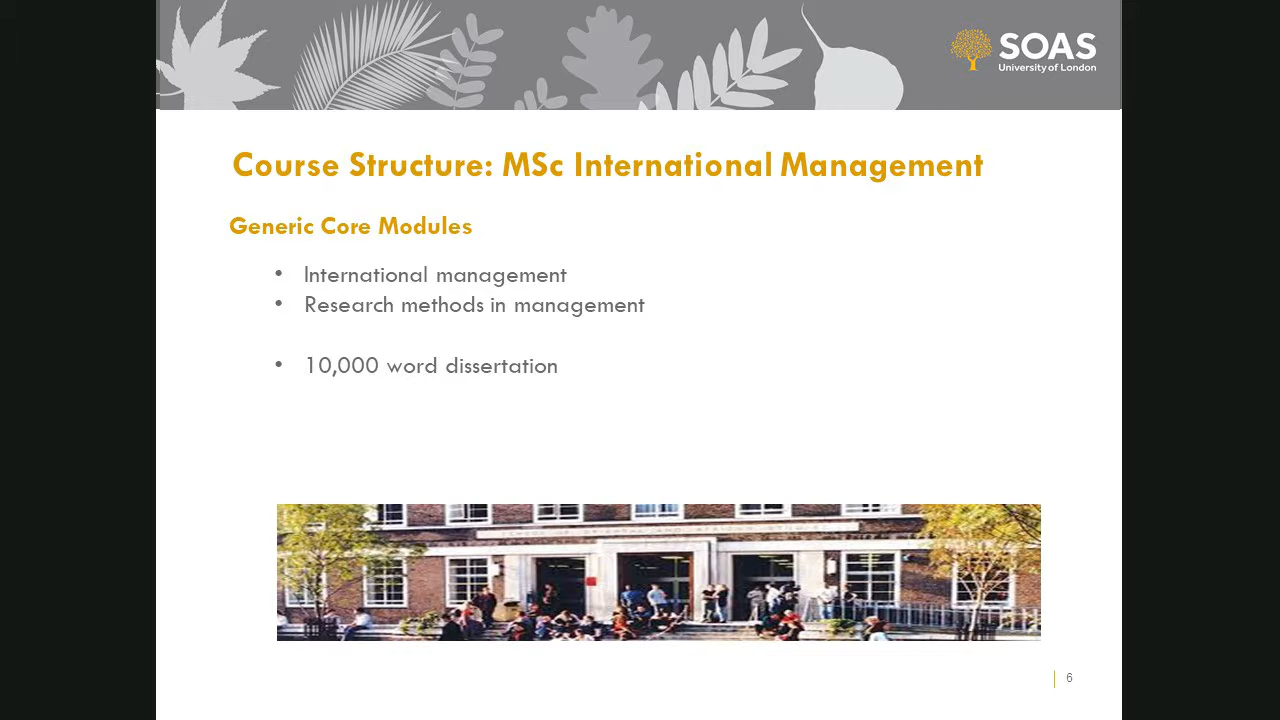 SOAS
University of London
Course Structure: MSc International Management
Generic Core Modules
• International management
• Research methods in management
• 10,000 word dissertation
6